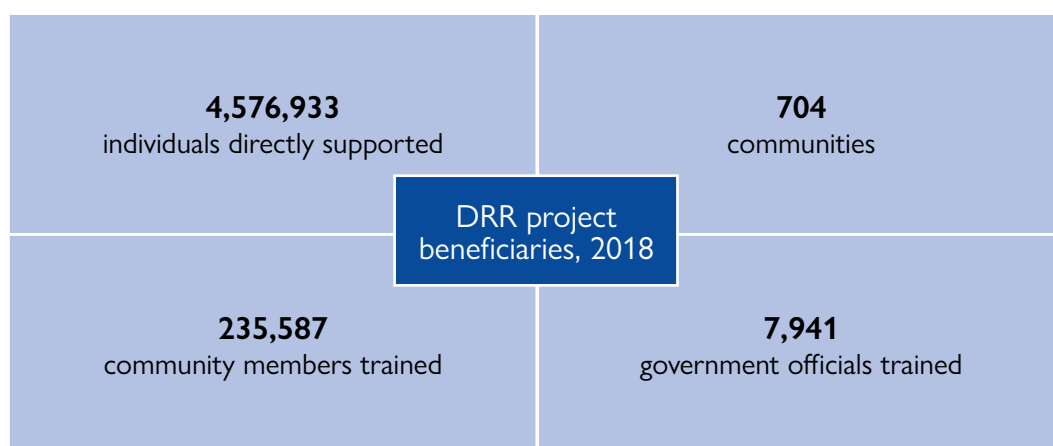 4,576,933
individuals directly supported
704
communities
DRR project
beneficiaries, 2018
235,587
community members trained
7,941
government officials trained